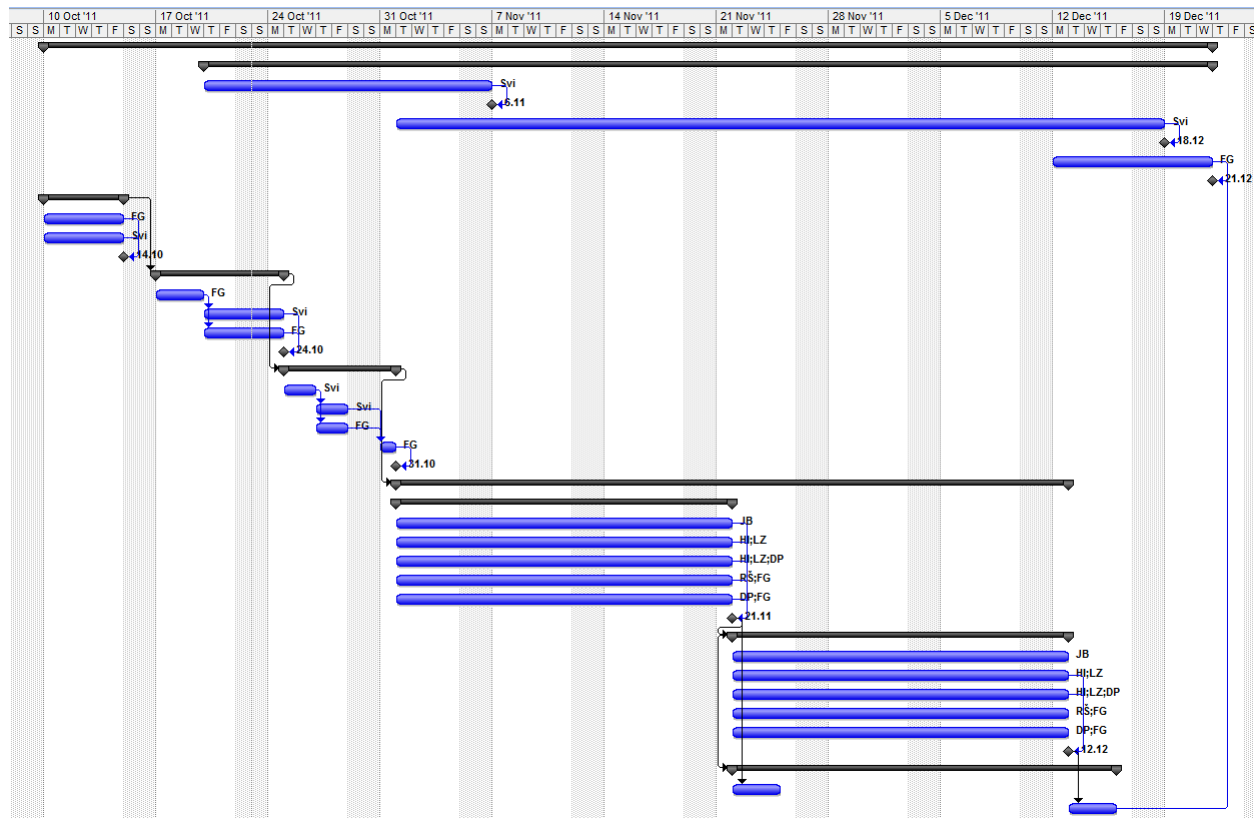 10 Oct '11 17 Oct '11 24 Oct '11 31 Oct '11 7 Nov '11 14 Nov '11 21 Nov '11 28 Nov '11 5 Dec '11 12 Dec '11 19 Dec '11
S S M T W T F S S M T W T F S S M T W T F S S M T W T F S S M T W T F S S M T W T F S S M T W T F S S M T W T F S S M T W T F S S M T W T F S S M T W T F S
Svi
6.11
Svi
18.12
FG
21.12
FG
Svi
14.10
FG
Svi
FG
24.10
Svi
Svi
FG
FG
31.10
JB
HI;LZ
HI;LZ;DP
RŠ;FG
DP;FG
21.11
JB
HI;LZ
HI;LZ;DP
RŠ;FG
DP;FG
12.12